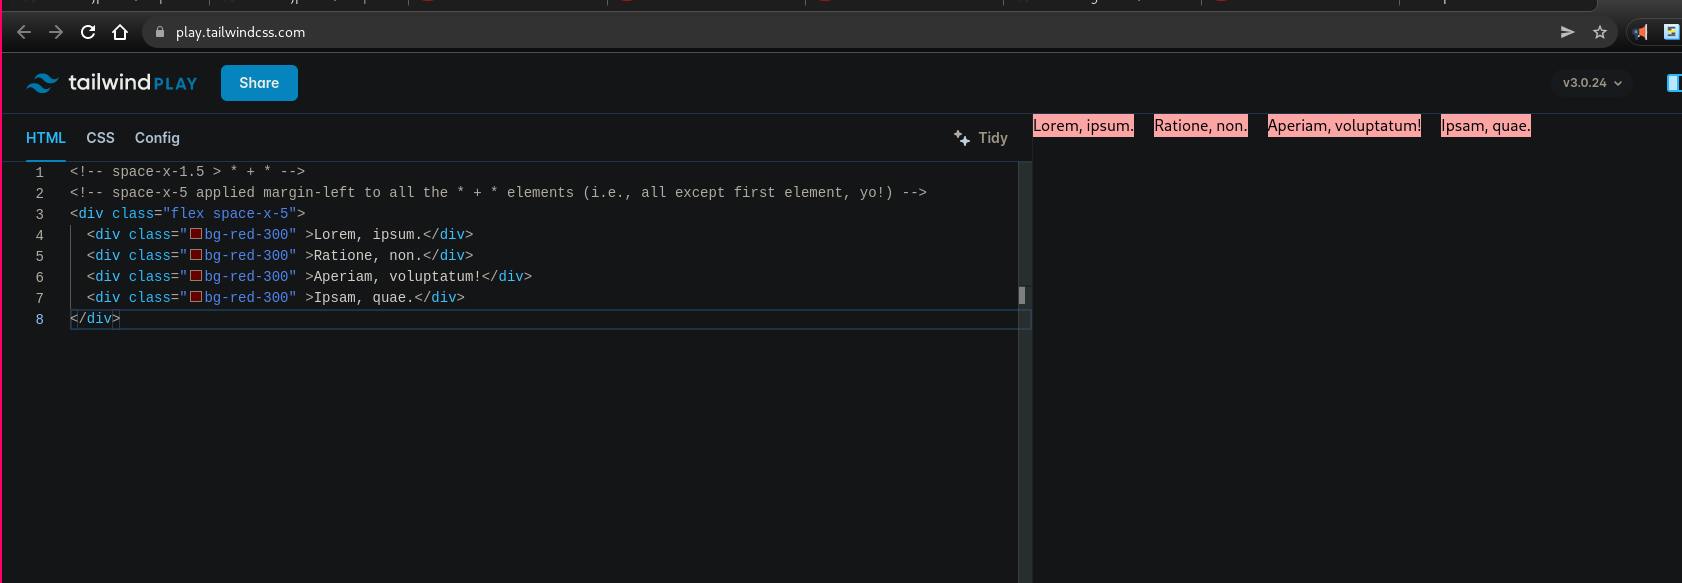 play.tailwindcss.com
tailwind PLAY Share v3.0.24
HTML CSS Config Tidy
1 <!-- space-x-1.5 > * + * -->
2 <!-- space-x-5 applied margin-left to all the * + * elements (i.e., all except first element, yo!) -->
3 <div class="flex space-x-5">
4 <div class="bg-red-300" >Lorem, ipsum.</div>
5 <div class="bg-red-300" >Ratione, non.</div>
6 <div class="bg-red-300" >Aperiam, voluptatum!</div>
7 <div class="bg-red-300" >Ipsam, quae.</div>
8 </div>
Lorem, ipsum. Ratione, non. Aperiam, voluptatum! Ipsam, quae.